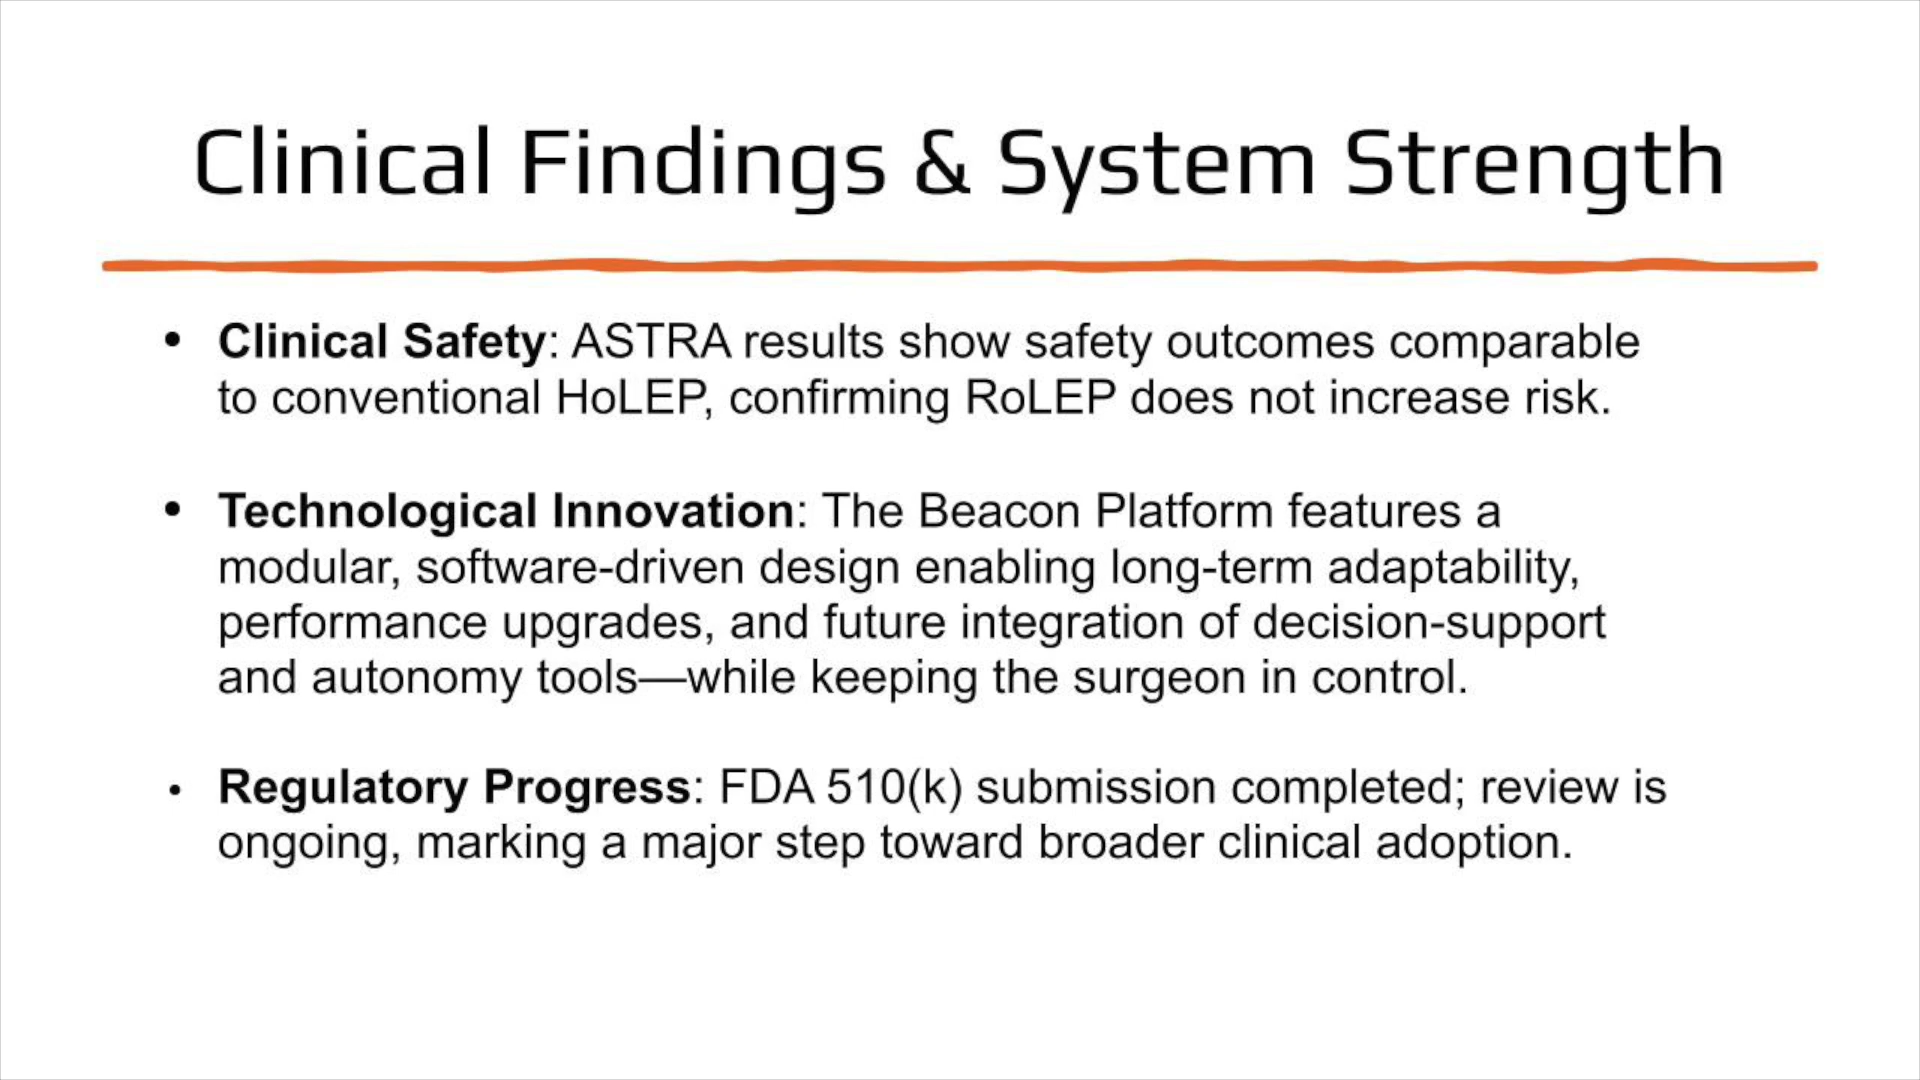 Clinical Findings & System Strength
• Clinical Safety: ASTRA results show safety outcomes comparable
to conventional HoLEP, confirming RoLEP does not increase risk.
• Technological Innovation: The Beacon Platform features a
modular, software-driven design enabling long-term adaptability,
performance upgrades, and future integration of decision-support
and autonomy tools—while keeping the surgeon in control.
• Regulatory Progress: FDA 510(k) submission completed; review is
ongoing, marking a major step toward broader clinical adoption.